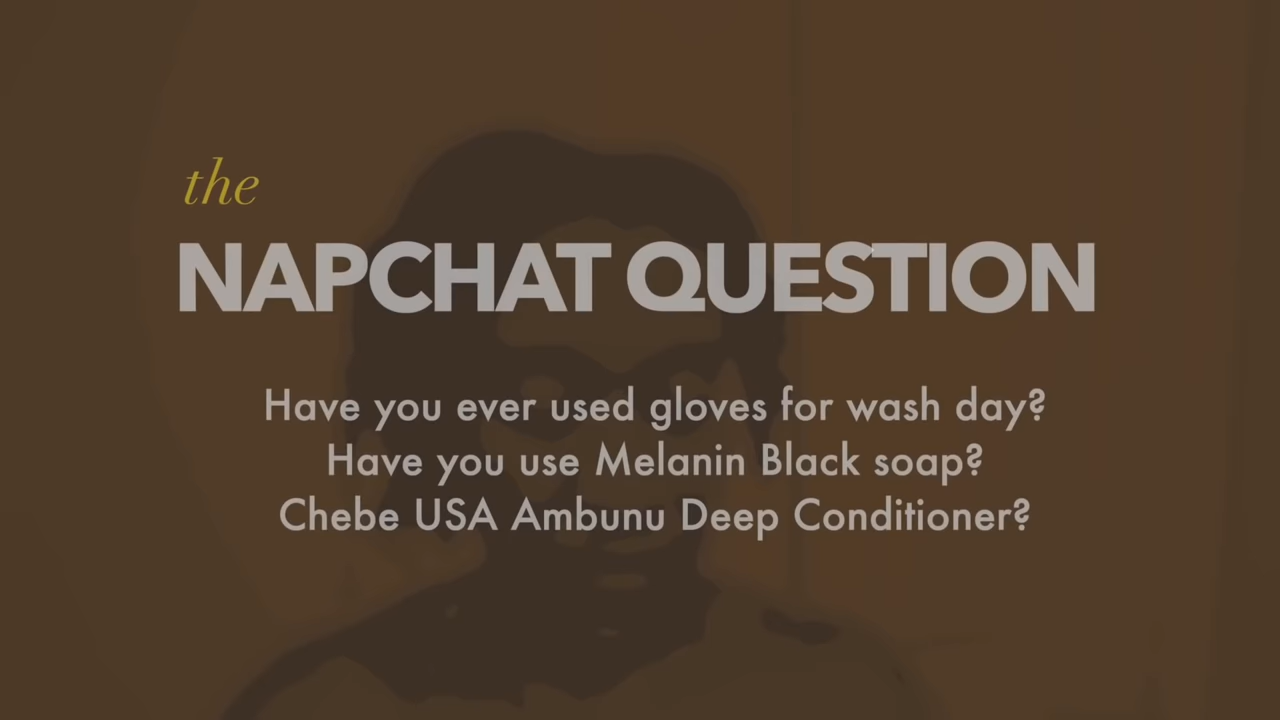 the
NAPCHAT QUESTION
Have you ever used gloves for wash day?
Have you use Melanin Black soap?
Chebe USA Ambunu Deep Conditioner?